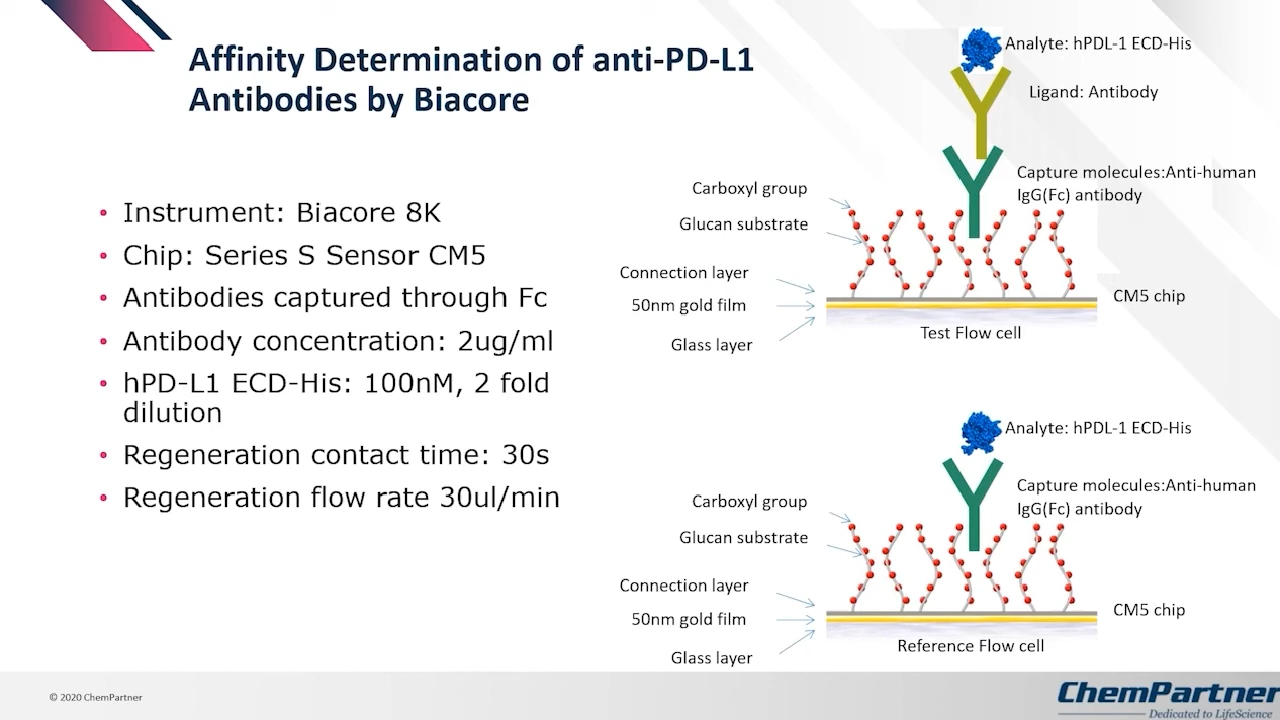 Affinity Determination of anti-PD-L1
Antibodies by Biacore
• Instrument: Biacore 8K
• Chip: Series S Sensor CM5
• Antibodies captured through Fc
• Antibody concentration: 2ug/ml
• hPD-L1 ECD-His: 100nM, 2 fold
dilution
• Regeneration contact time: 30s
• Regeneration flow rate 30ul/min
Analyte: hPDL-1 ECD-His
Ligand: Antibody
Capture molecules:Anti-human
IgG(Fc) antibody
Carboxyl group
Glucan substrate
Connection layer
50nm gold film
Glass layer
CM5 chip
Test Flow cell
Analyte: hPDL-1 ECD-His
Capture molecules:Anti-human
IgG(Fc) antibody
Carboxyl group
Glucan substrate
Connection layer
50nm gold film
Glass layer
CM5 chip
Reference Flow cell
© 2020 ChemPartner
ChemPartner
Dedicated to LifeScience